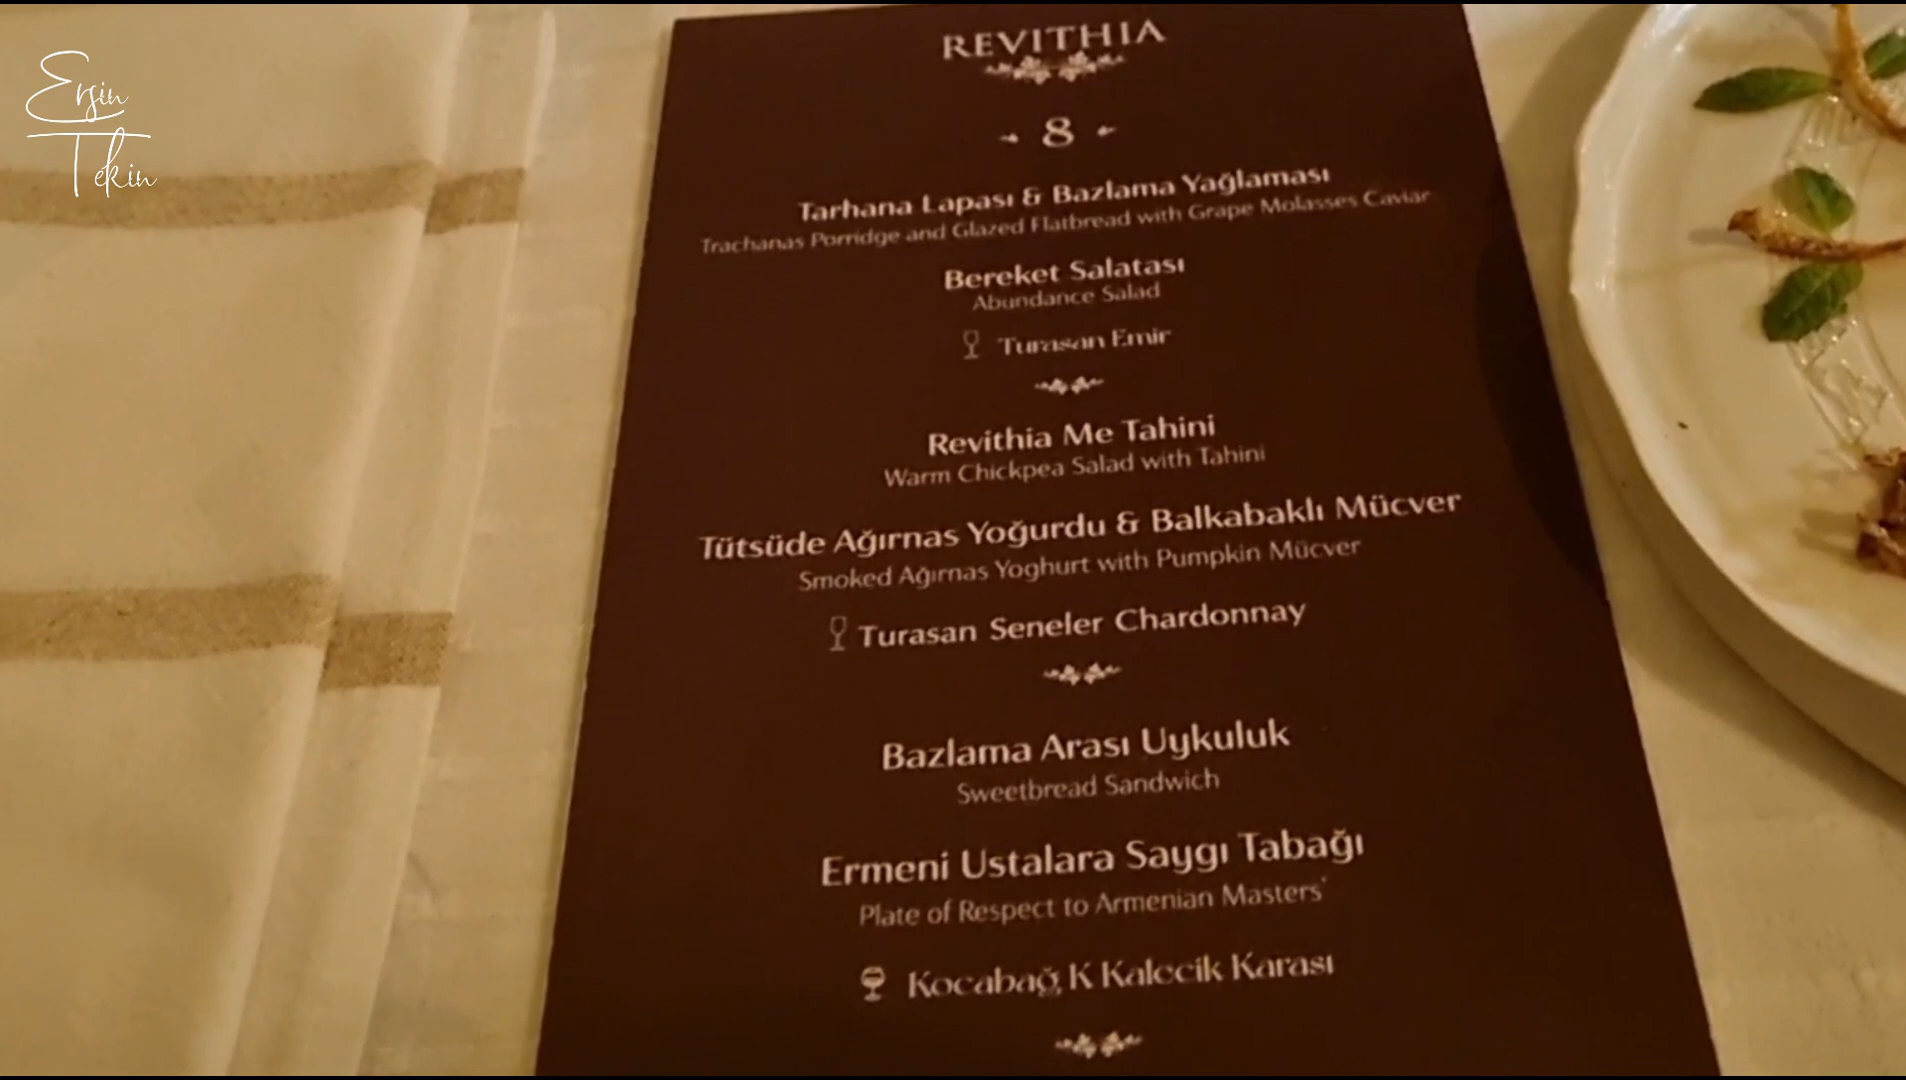 Ersin
Tekin
REVITHIA
8
Tarhana Lapası & Bazlama Yağlaması
Trachanas Porridge and Glazed Flatbread with Grape Molasses Caviar
Bereket Salatası
Abundance Salad
Turasan Emir
Revithia Me Tahini
Warm Chickpea Salad with Tahini
Tütsüde Ağırnas Yoğurdu & Balkabaklı Mücver
Smoked Ağırnas Yoghurt with Pumpkin Mücver
Turasan Seneler Chardonnay
Bazlama Arası Uykuluk
Sweetbread Sandwich
Ermeni Ustalara Saygı Tabağı
Plate of Respect to Armenian Masters'
Kocabağ K Kalecik Karası